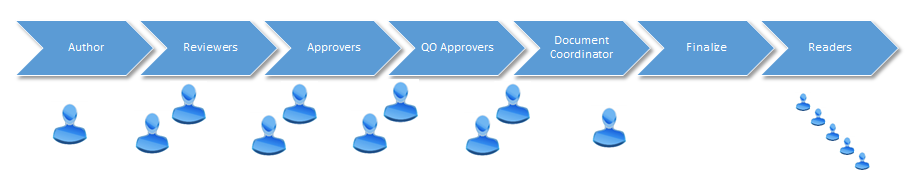 Author
Reviewers
Approvers
QO Approvers
Document
Coordinator
Finalize
Readers